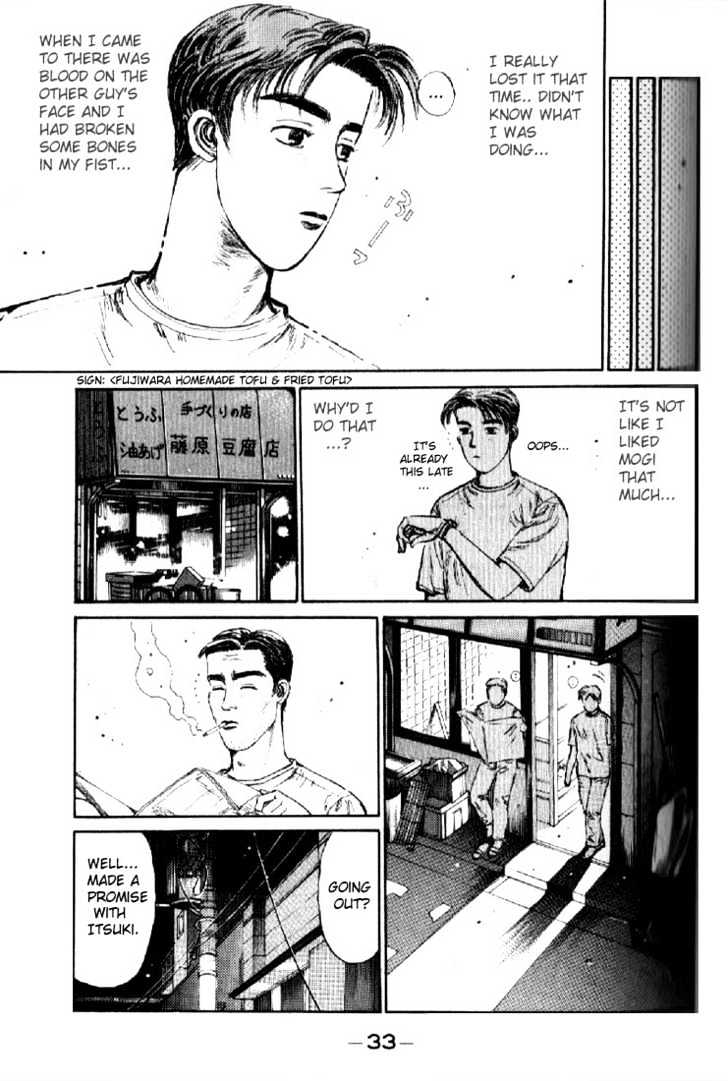 I REALLY
LOST IT THAT
TIME.. DIDN'T
KNOW WHAT
I WAS
DOING...
...
WHEN I CAME
TO THERE WAS
BLOOD ON THE
OTHER GUY'S
FACE AND I
HAD BROKEN
SOME BONES
IN MY FIST...
ふーっ
IT'S NOT
LIKE I
LIKED
MOGI
THAT
MUCH...
WHY'D I
DO THAT
...?
OOPS...
IT'S
ALREADY
THIS LATE
...
SIGN: <FUJIWARA HOMEMADE TOFU & FRIED TOFU>
とうふ 手づくりの店
油あげ 藤原豆腐店
GOING
OUT?
WELL...
MADE A
PROMISE
WITH
ITSUKI.
—33—